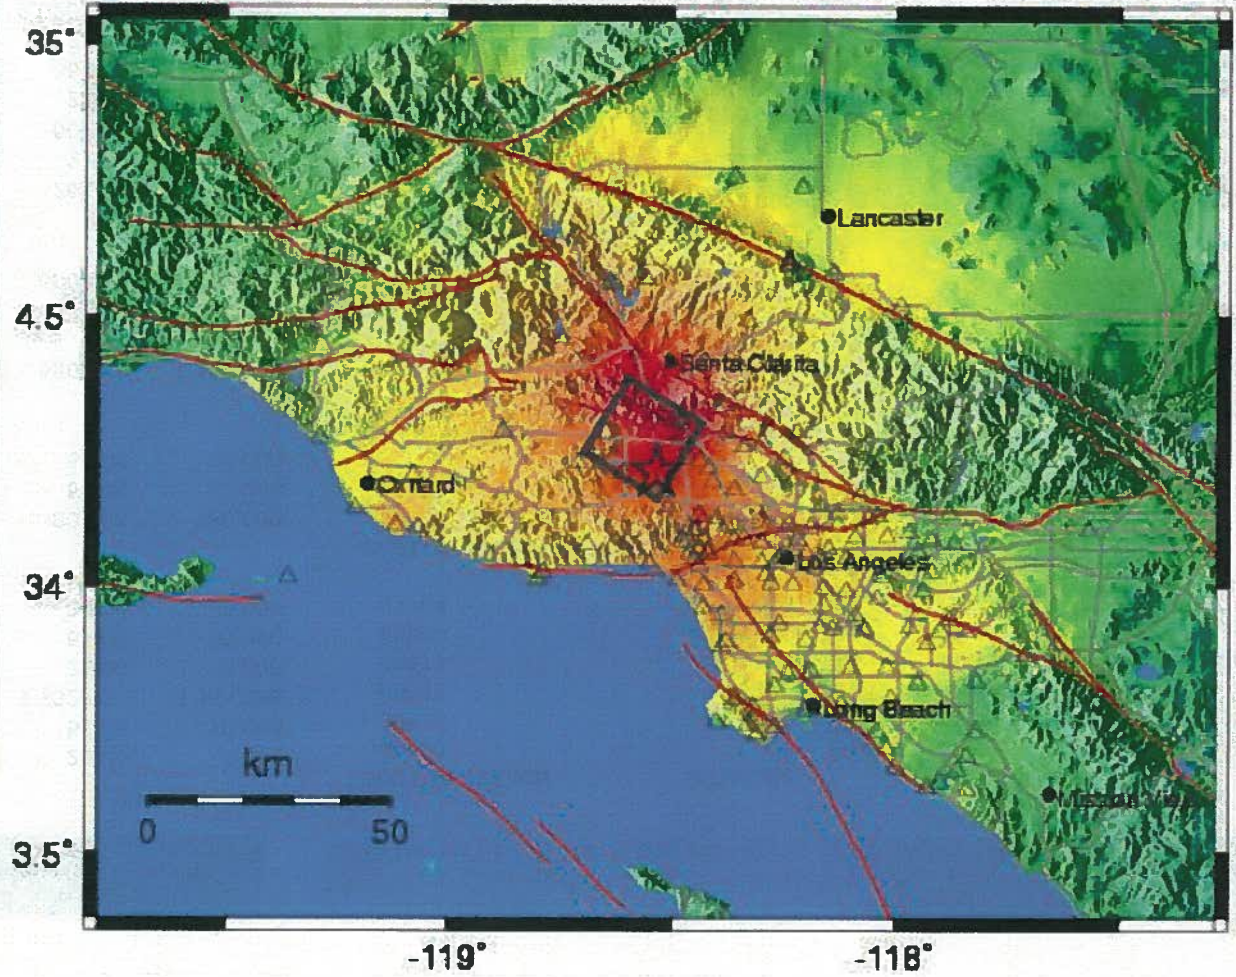 35°
Lancaster
4.5°
Santa Clarita
Oxnard
Los Angeles
34°
Long Beach
km
0 50
3.5°
-119° -118°